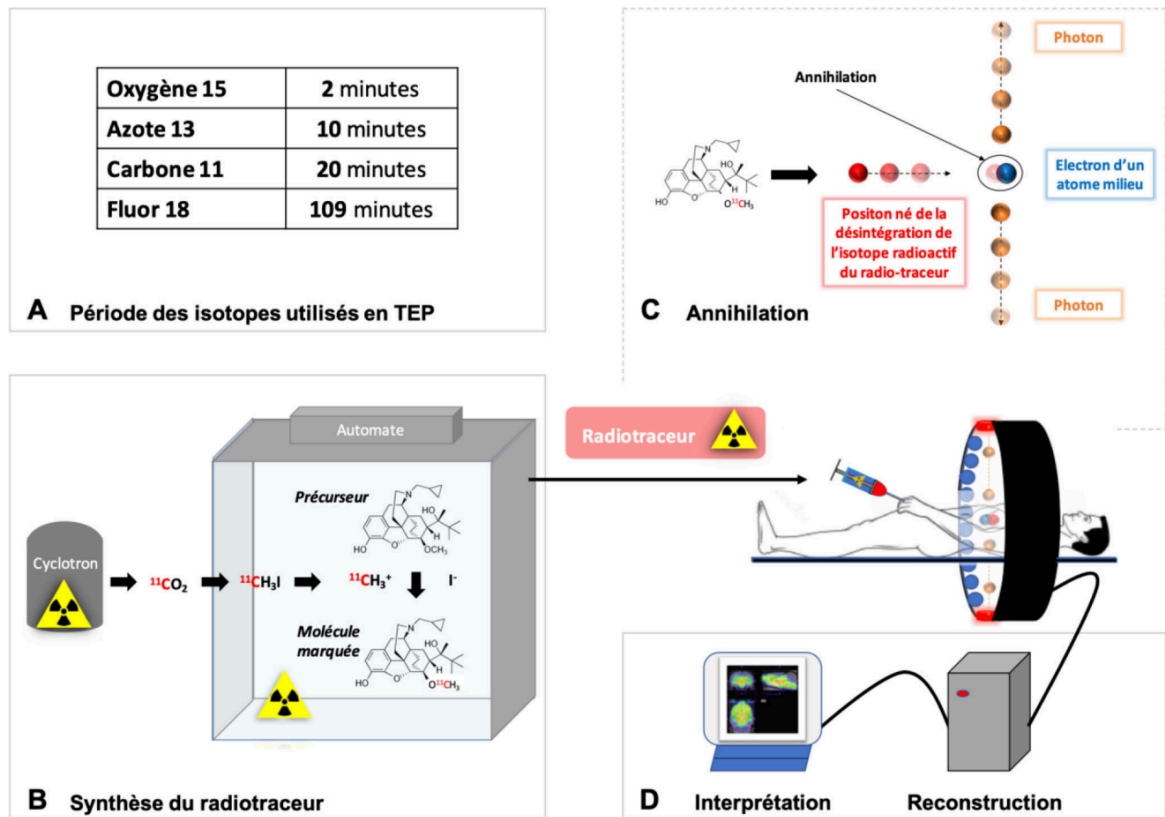 Oxygène 15 2 minutes
Azote 13 10 minutes
Carbone 11 20 minutes
Fluor 18 109 minutes
A Période des isotopes utilisés en TEP
Photon
Annihilation
Electron d'un
atome milieu
N
HO
H
HO
O
O¹¹CH₃
Positon né de la
désintégration de
l'isotope radioactif
du radio-traceur
Photon
C Annihilation
Automate
Radiotraceur
Précurseur
N
HO
H
HO
O
OCH₃
Cyclotron
¹¹CO₂
¹¹CH₃I
¹¹CH₃⁺
I⁻
Molécule
marquée
N
HO
H
HO
O
O¹¹CH₃
B Synthèse du radiotraceur
D Interprétation Reconstruction